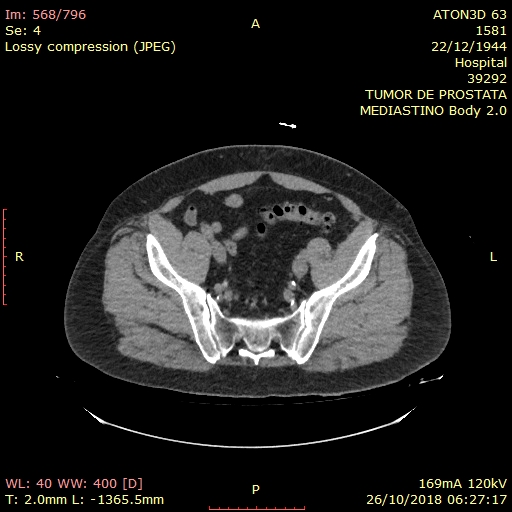 Im: 568/796
Se: 4
Lossy compression (JPEG)
A
ATON3D 63
1581
22/12/1944
Hospital
39292
TUMOR DE PROSTATA
MEDIASTINO Body 2.0
R
L
WL: 40 WW: 400 [D]
T: 2.0mm L: -1365.5mm
P
169mA 120kV
26/10/2018 06:27:17